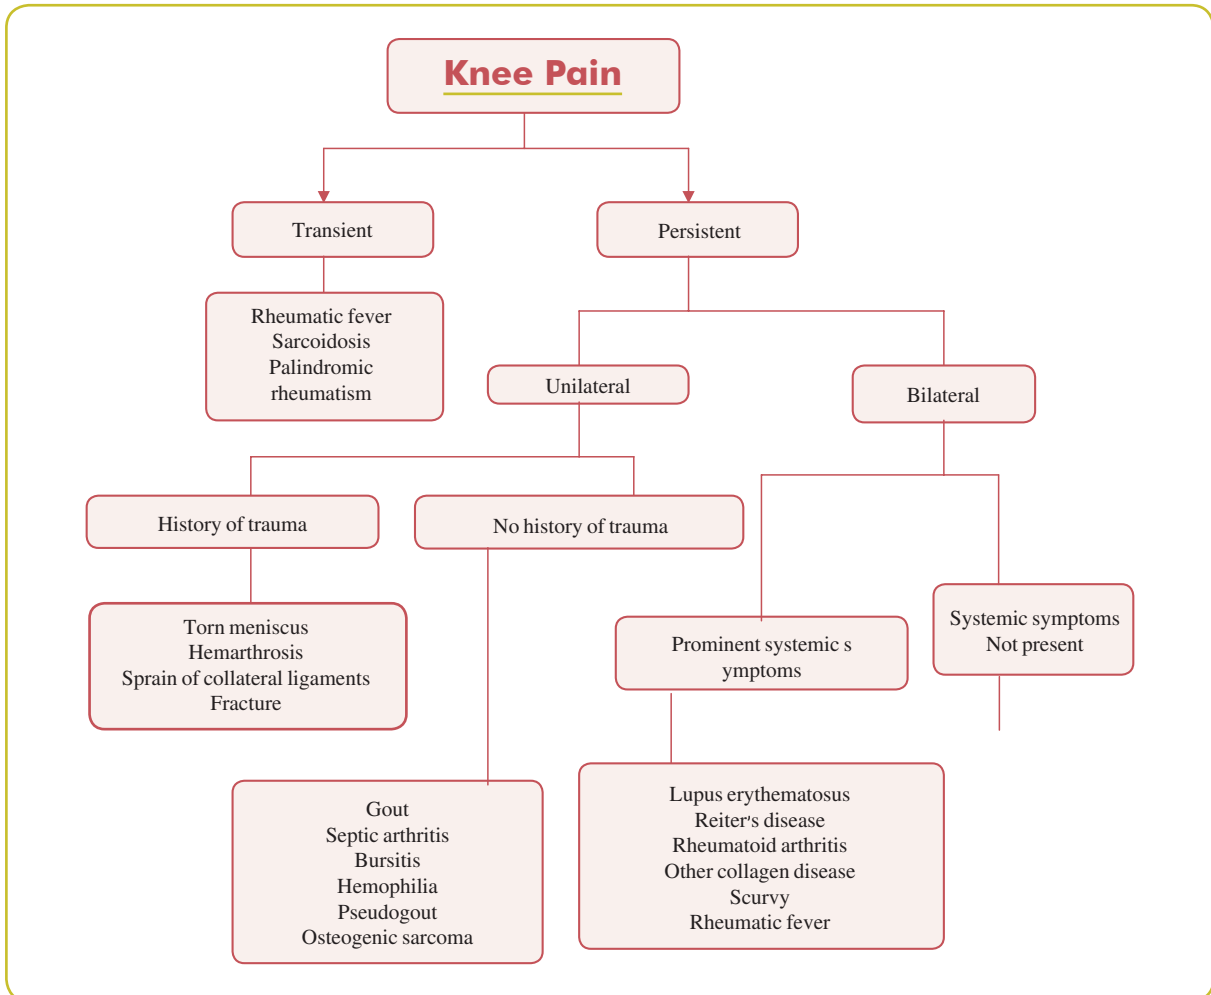 Knee Pain
Transient
Persistent
Rheumatic fever
Sarcoidosis
Palindromic
rheumatism
Unilateral
Bilateral
History of trauma
No history of trauma
Torn meniscus
Hemarthrosis
Sprain of collateral ligaments
Fracture
Prominent systemic s
ymptoms
Systemic symptoms
Not present
Gout
Septic arthritis
Bursitis
Hemophilia
Pseudogout
Osteogenic sarcoma
Lupus erythematosus
Reiter's disease
Rheumatoid arthritis
Other collagen disease
Scurvy
Rheumatic fever